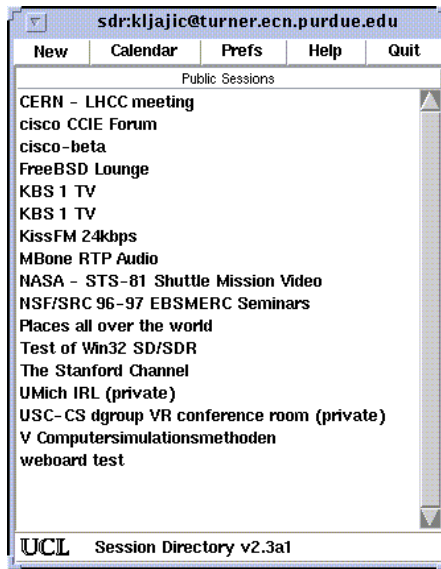 sdr:kljajic@turner.ecn.purdue.edu
New Calendar Prefs Help Quit
Public Sessions
CERN - LHCC meeting
cisco CCIE Forum
cisco-beta
FreeBSD Lounge
KBS 1 TV
KBS 1 TV
KissFM 24kbps
MBone RTP Audio
NASA - STS-81 Shuttle Mission Video
NSF/SRC 96-97 EBSMERC Seminars
Places all over the world
Test of Win32 SD/SDR
The Stanford Channel
UMich IRL (private)
USC-CS dgroup VR conference room (private)
V Computersimulationsmethoden
weboard test
UCL Session Directory v2.3a1